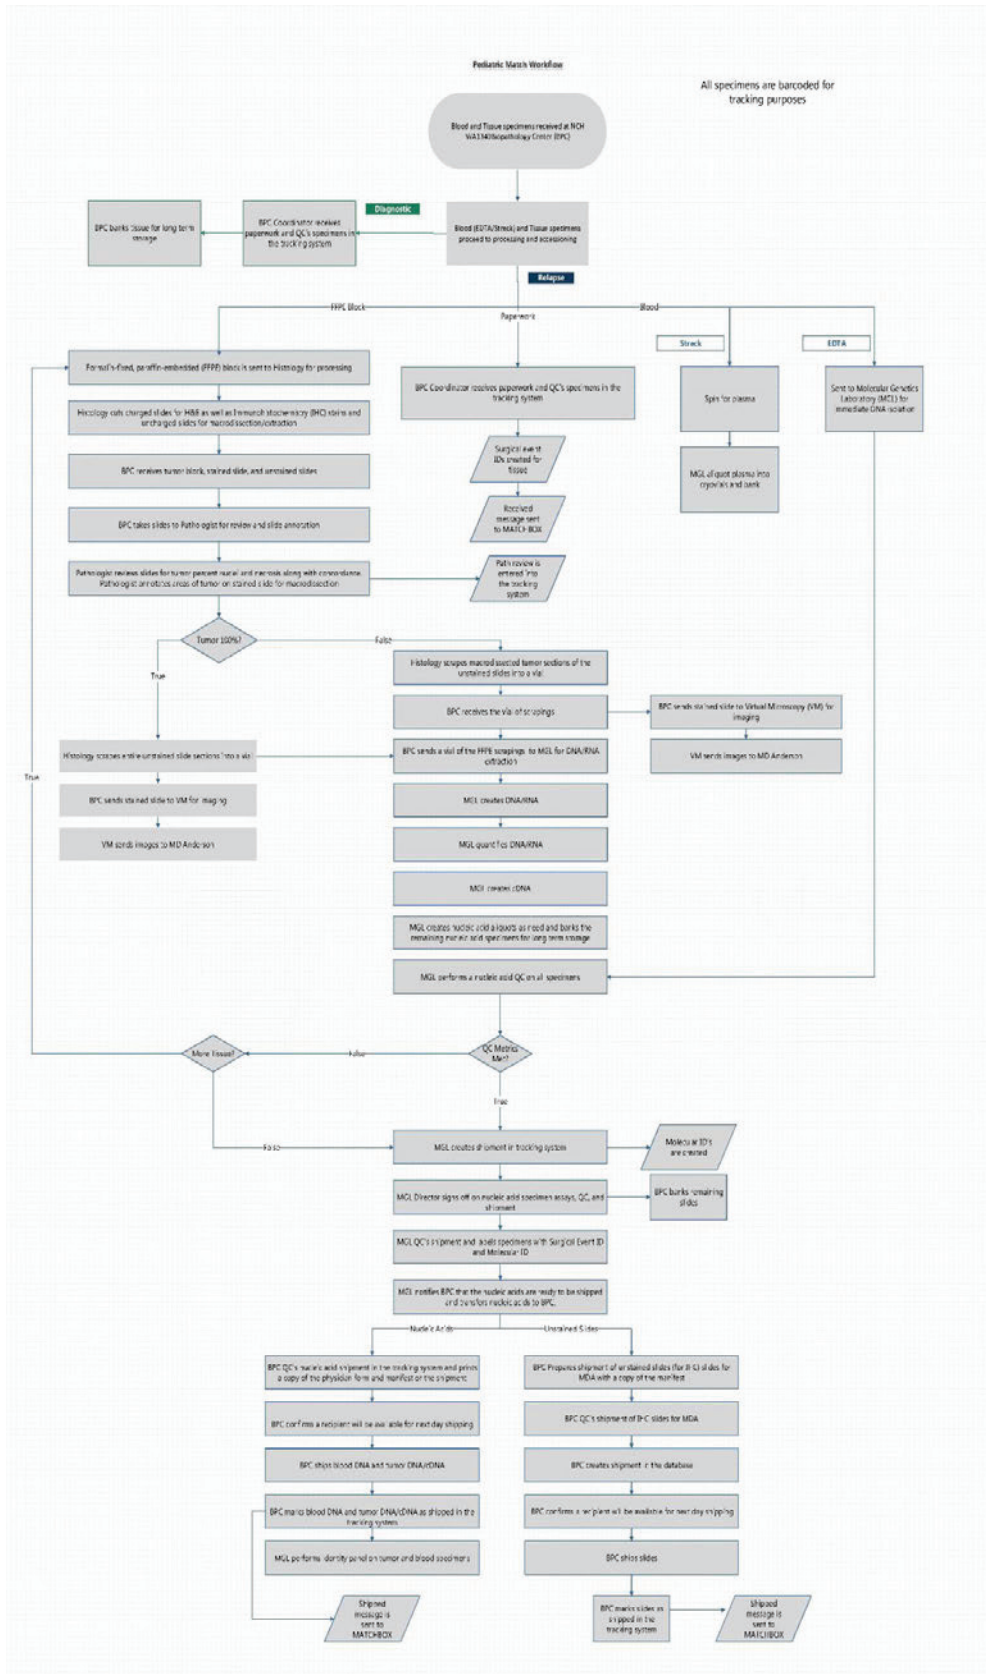 Pediatric Match Workflow
All specimens are barcoded for
tracking purposes
Blood and Tissue specimens received at NCH
Biopathology Center (BPC)
Diagnostic
BPC banks tissue for long term
storage
BPC Coordinator received
paperwork and QC's specimens in
the tracking system
Blood (EDTA/Streck) and Tissue specimens
proceed to processing and accessioning
Relapse
FFPE Block
Paperwork
Blood
Streck
EDTA
Formalin-fixed, paraffin-embedded (FFPE) block is sent to Histology for processing
BPC Coordinator receives paperwork and QC's specimens in the
tracking system
Spin for plasma
Sent to Molecular Genetics
Laboratory (MGL) for
immediate DNA isolation
Histology cuts charged slides for H&E as well as Immunohistochemistry (IHC) stains and
uncharged slides for macrodissection/extraction
Surgical event
IDs created for
tissue
MGL aliquot plasma into
cryovials and bank
BPC receives tumor block, stained slide, and unstained slides
Received
message sent
to MATCHBOX
BPC takes slides to Pathologist for review and slide annotation
Pathologist reviews slides for tumor percent nuclei and necrosis along with concordance
Pathologist annotates areas of tumor on stained slide for macrodissection
Path review is
entered into
the tracking
system
Tumor 100%?
False
True
Histology scrapes macrodissected tumor sections of the
unstained slides into a vial
BPC receives the vial of scrapings
BPC sends stained slide to Virtual Microscopy (VM) for
imaging
Histology scrapes entire unstained slide sections into a vial
BPC sends a vial of the FFPE scrapings to MGL for DNA/RNA
extraction
VM sends images to MD Anderson
True
BPC sends stained slide to VM for imaging
MGL creates DNA/RNA
VM sends images to MD Anderson
MGL quantifies DNA/RNA
MGL creates cDNA
MGL creates nucleic acid aliquots as need and banks the
remaining nucleic acid specimens for long term storage
MGL performs a nucleic acid QC on all specimens
More Tissue?
False
QC Metrics
Met?
True
False
MGL creates shipment in tracking system
Molecular ID's
are created
MGL Director signs off on nucleic acid specimen assays, QC, and
shipment
BPC banks remaining
slides
MGL QC's shipment and labels specimens with Surgical Event ID
and Molecular ID
MGL notifies BPC that the nucleic acids are ready to be shipped
and transfers nucleic acids to BPC.
Nucleic Acids
Unstained Slides
BPC QC's nucleic acid shipment in the tracking system and prints
a copy of the physician form and manifest or the shipment
BPC Prepares shipment of unstained slides (for IHC) slides for
MDA with a copy of the manifest
BPC confirms a recipient will be available for next day shipping
BPC QC's shipment of IHC slides for MDA
BPC ships blood DNA and tumor DNA/cDNA
BPC creates shipment in the database
BPC marks blood DNA and tumor DNA/cDNA as shipped in the
tracking system
BPC confirms a recipient will be available for next day shipping
MGL performs identity panel on tumor and blood specimens
BPC ships slides
Shipped
message is
sent to
MATCHBOX
BPC marks slides as
shipped in the
tracking system
Shipped
message is
sent to
MATCHBOX